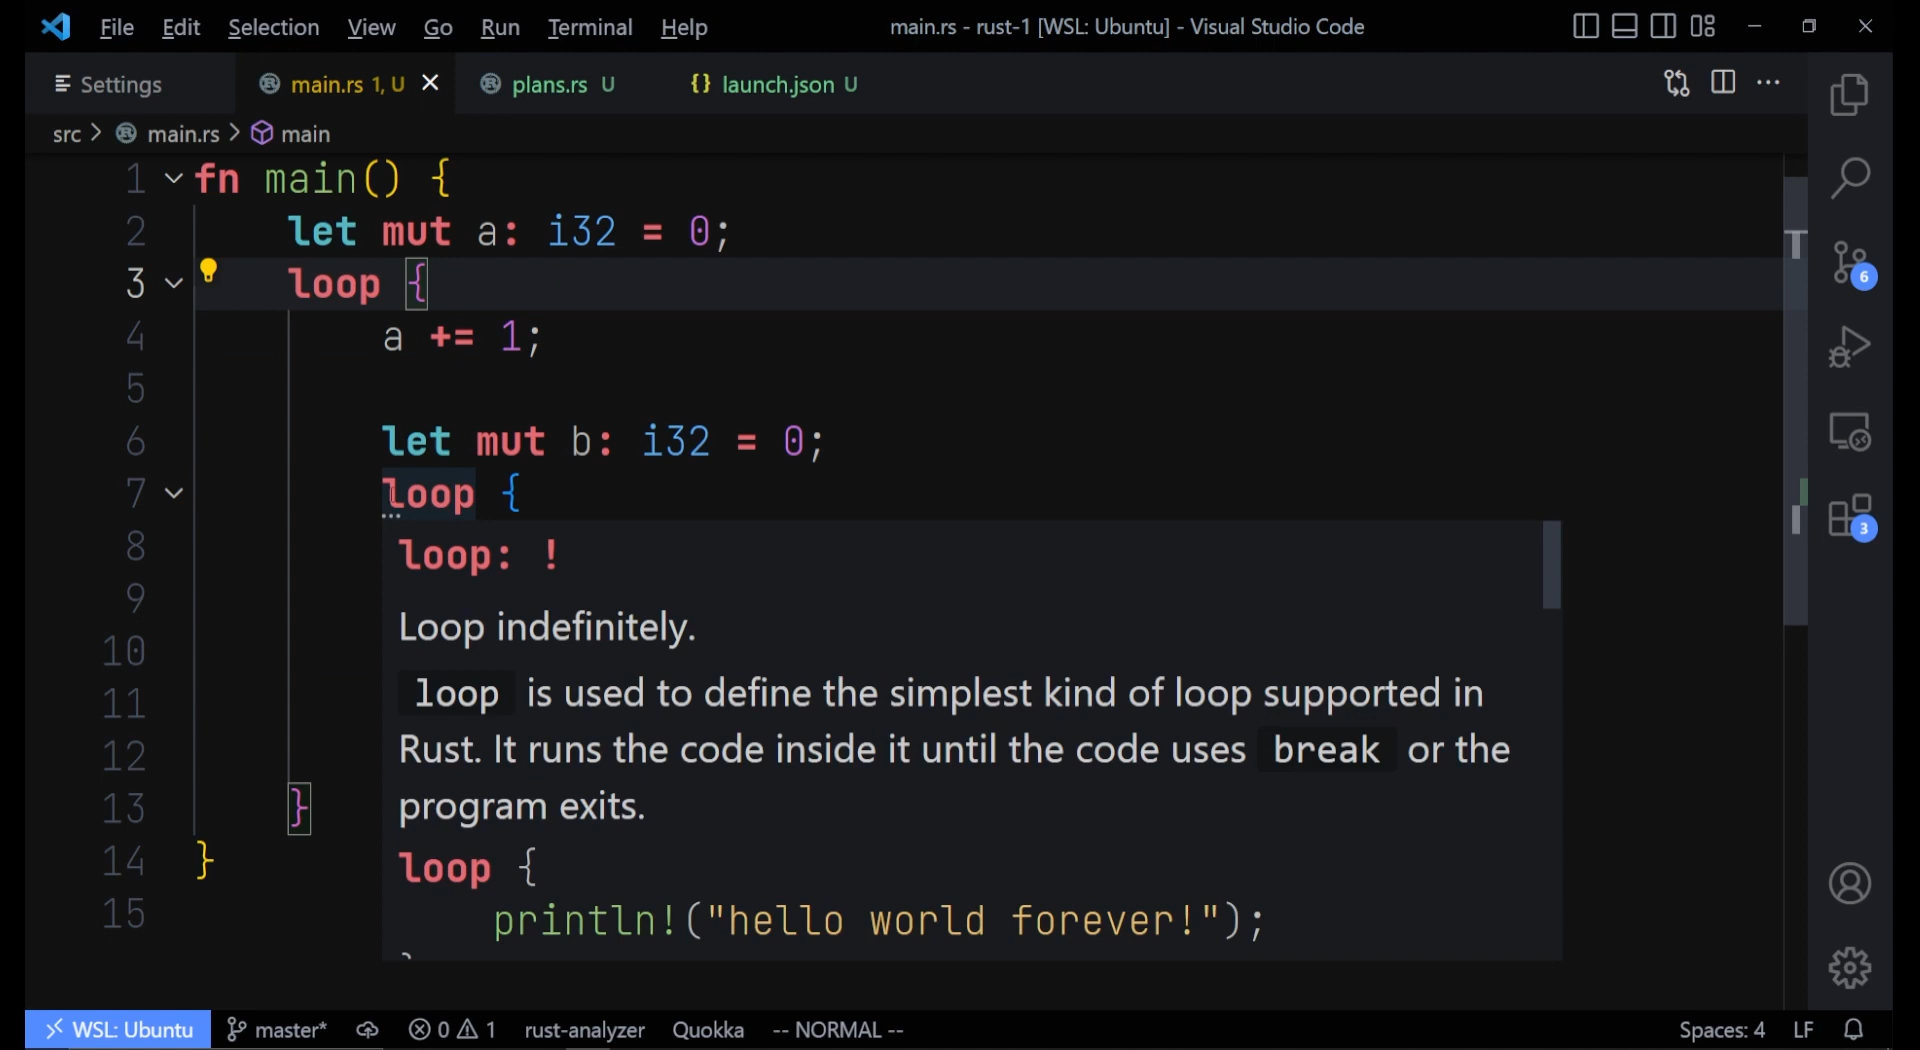 File Edit Selection View Go Run Terminal Help main.rs - rust-1 [WSL: Ubuntu] - Visual Studio Code
Settings main.rs 1, U plans.rs U {} launch.json U
src > main.rs > main
1 fn main() {
2 let mut a: i32 = 0;
3 loop {
4 a += 1;
5
6 let mut b: i32 = 0;
7 loop {
8
9
10
11
12
13 }
14 }
15
loop: !
Loop indefinitely.
loop is used to define the simplest kind of loop supported in
Rust. It runs the code inside it until the code uses break or the
program exits.
loop {
println!("hello world forever!");
6
3
WSL: Ubuntu master* 0 1 rust-analyzer Quokka -- NORMAL -- Spaces: 4 LF